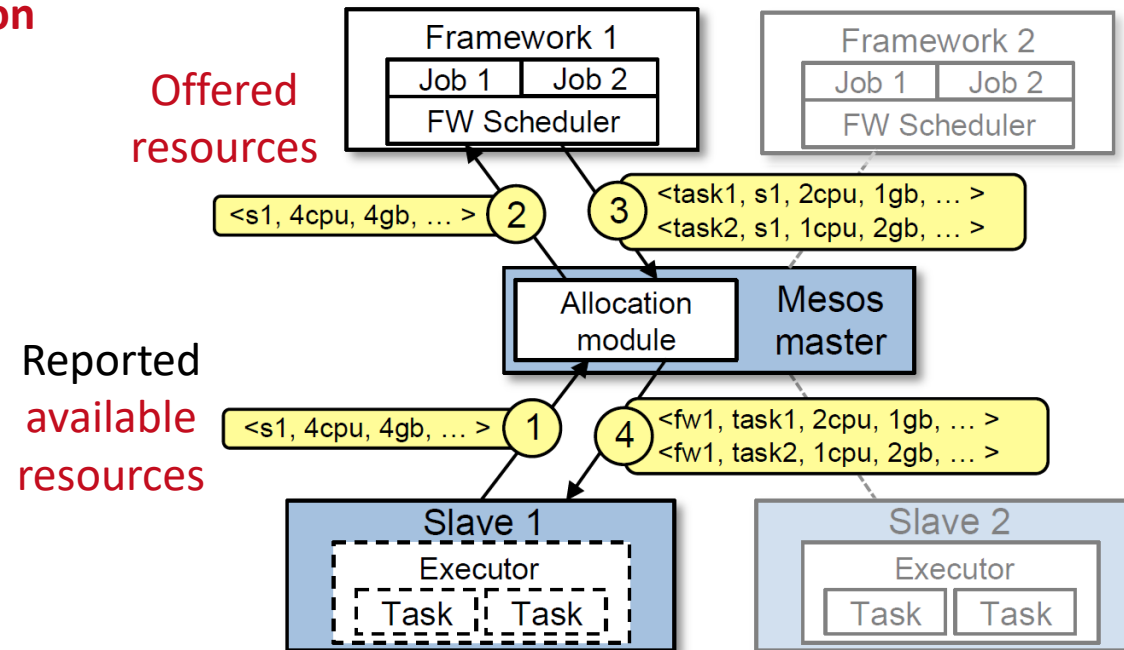 on
Framework 1
Job 1 Job 2
FW Scheduler
Framework 2
Job 1 Job 2
FW Scheduler
Offered
resources
<s1, 4cpu, 4gb, … >
2
3
<task1, s1, 2cpu, 1gb, … >
<task2, s1, 1cpu, 2gb, … >
Allocation
module
Mesos
master
Reported
available
resources
<s1, 4cpu, 4gb, … >
1
4
<fw1, task1, 2cpu, 1gb, … >
<fw1, task2, 1cpu, 2gb, … >
Slave 1
Executor
Task Task
Slave 2
Executor
Task Task